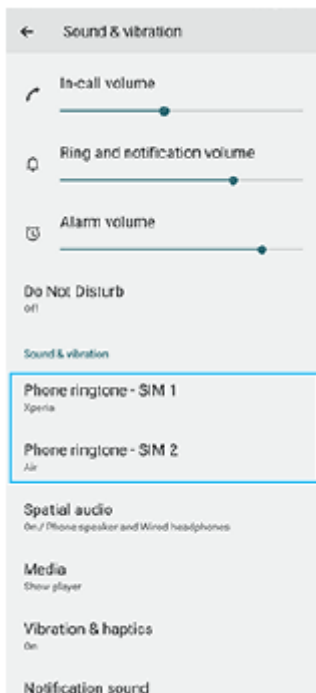 Sound & vibration
In-call volume
Ring and notification volume
Alarm volume
Do Not Disturb
Off
Sound & vibration
Phone ringtone - SIM 1
Xperia
Phone ringtone - SIM 2
Air
Spatial audio
On / Phone speaker and Wired headphones
Media
Show player
Vibration & haptics
On
Notification sound